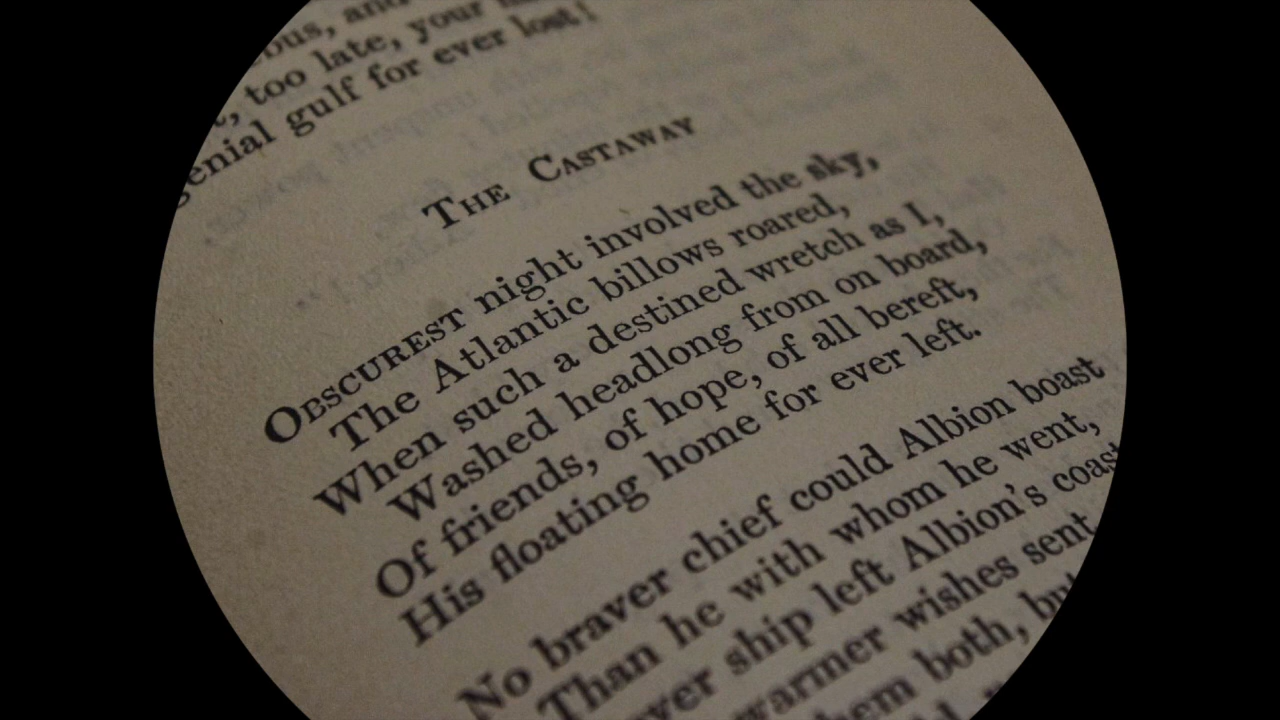 too late, your
genial gulf for ever lost!
THE CASTAWAY
OBSCUREST night involved the sky,
The Atlantic billows roared,
When such a destined wretch as I,
Washed headlong from on board,
Of friends, of hope, of all bereft,
His floating home for ever left.
No braver chief could Albion boast
Than he with whom he went,
ver ship left Albion's coast
warmer wishes sent,
hem both, bu